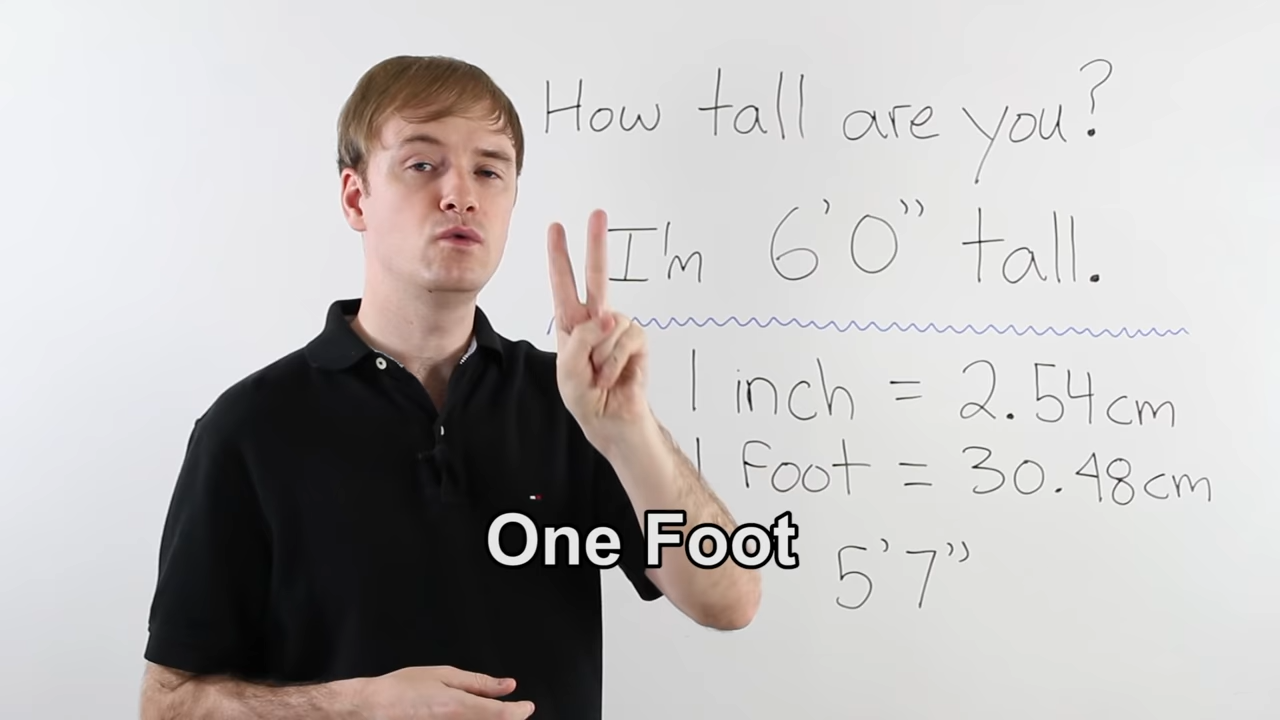 How tall are you?
I'm 6'0" tall.
1 inch = 2.54cm
1 Foot = 30.48cm
One Foot
5'7"